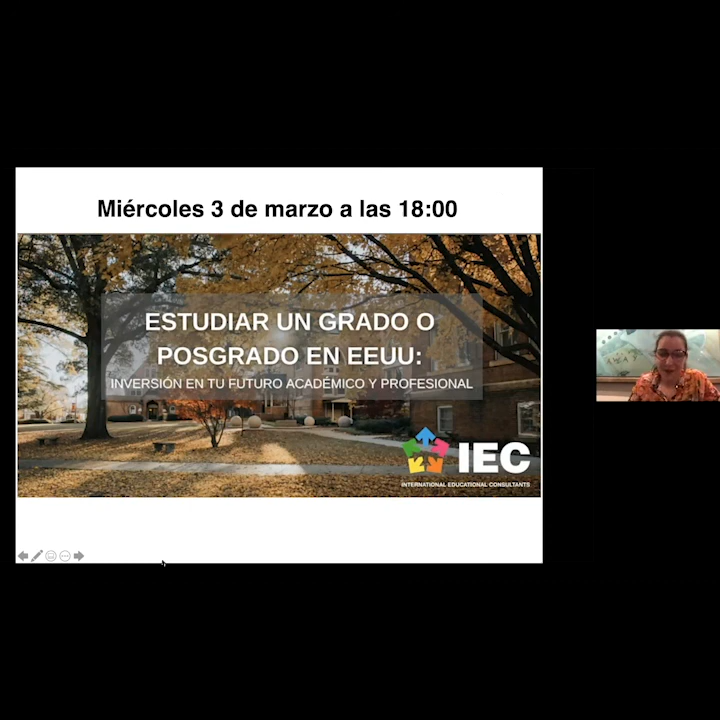 Miércoles 3 de marzo a las 18:00
ESTUDIAR UN GRADO O
POSGRADO EN EEUU:
INVERSIÓN EN TU FUTURO ACADÉMICO Y PROFESIONAL
IEC
INTERNATIONAL EDUCATIONAL CONSULTANTS